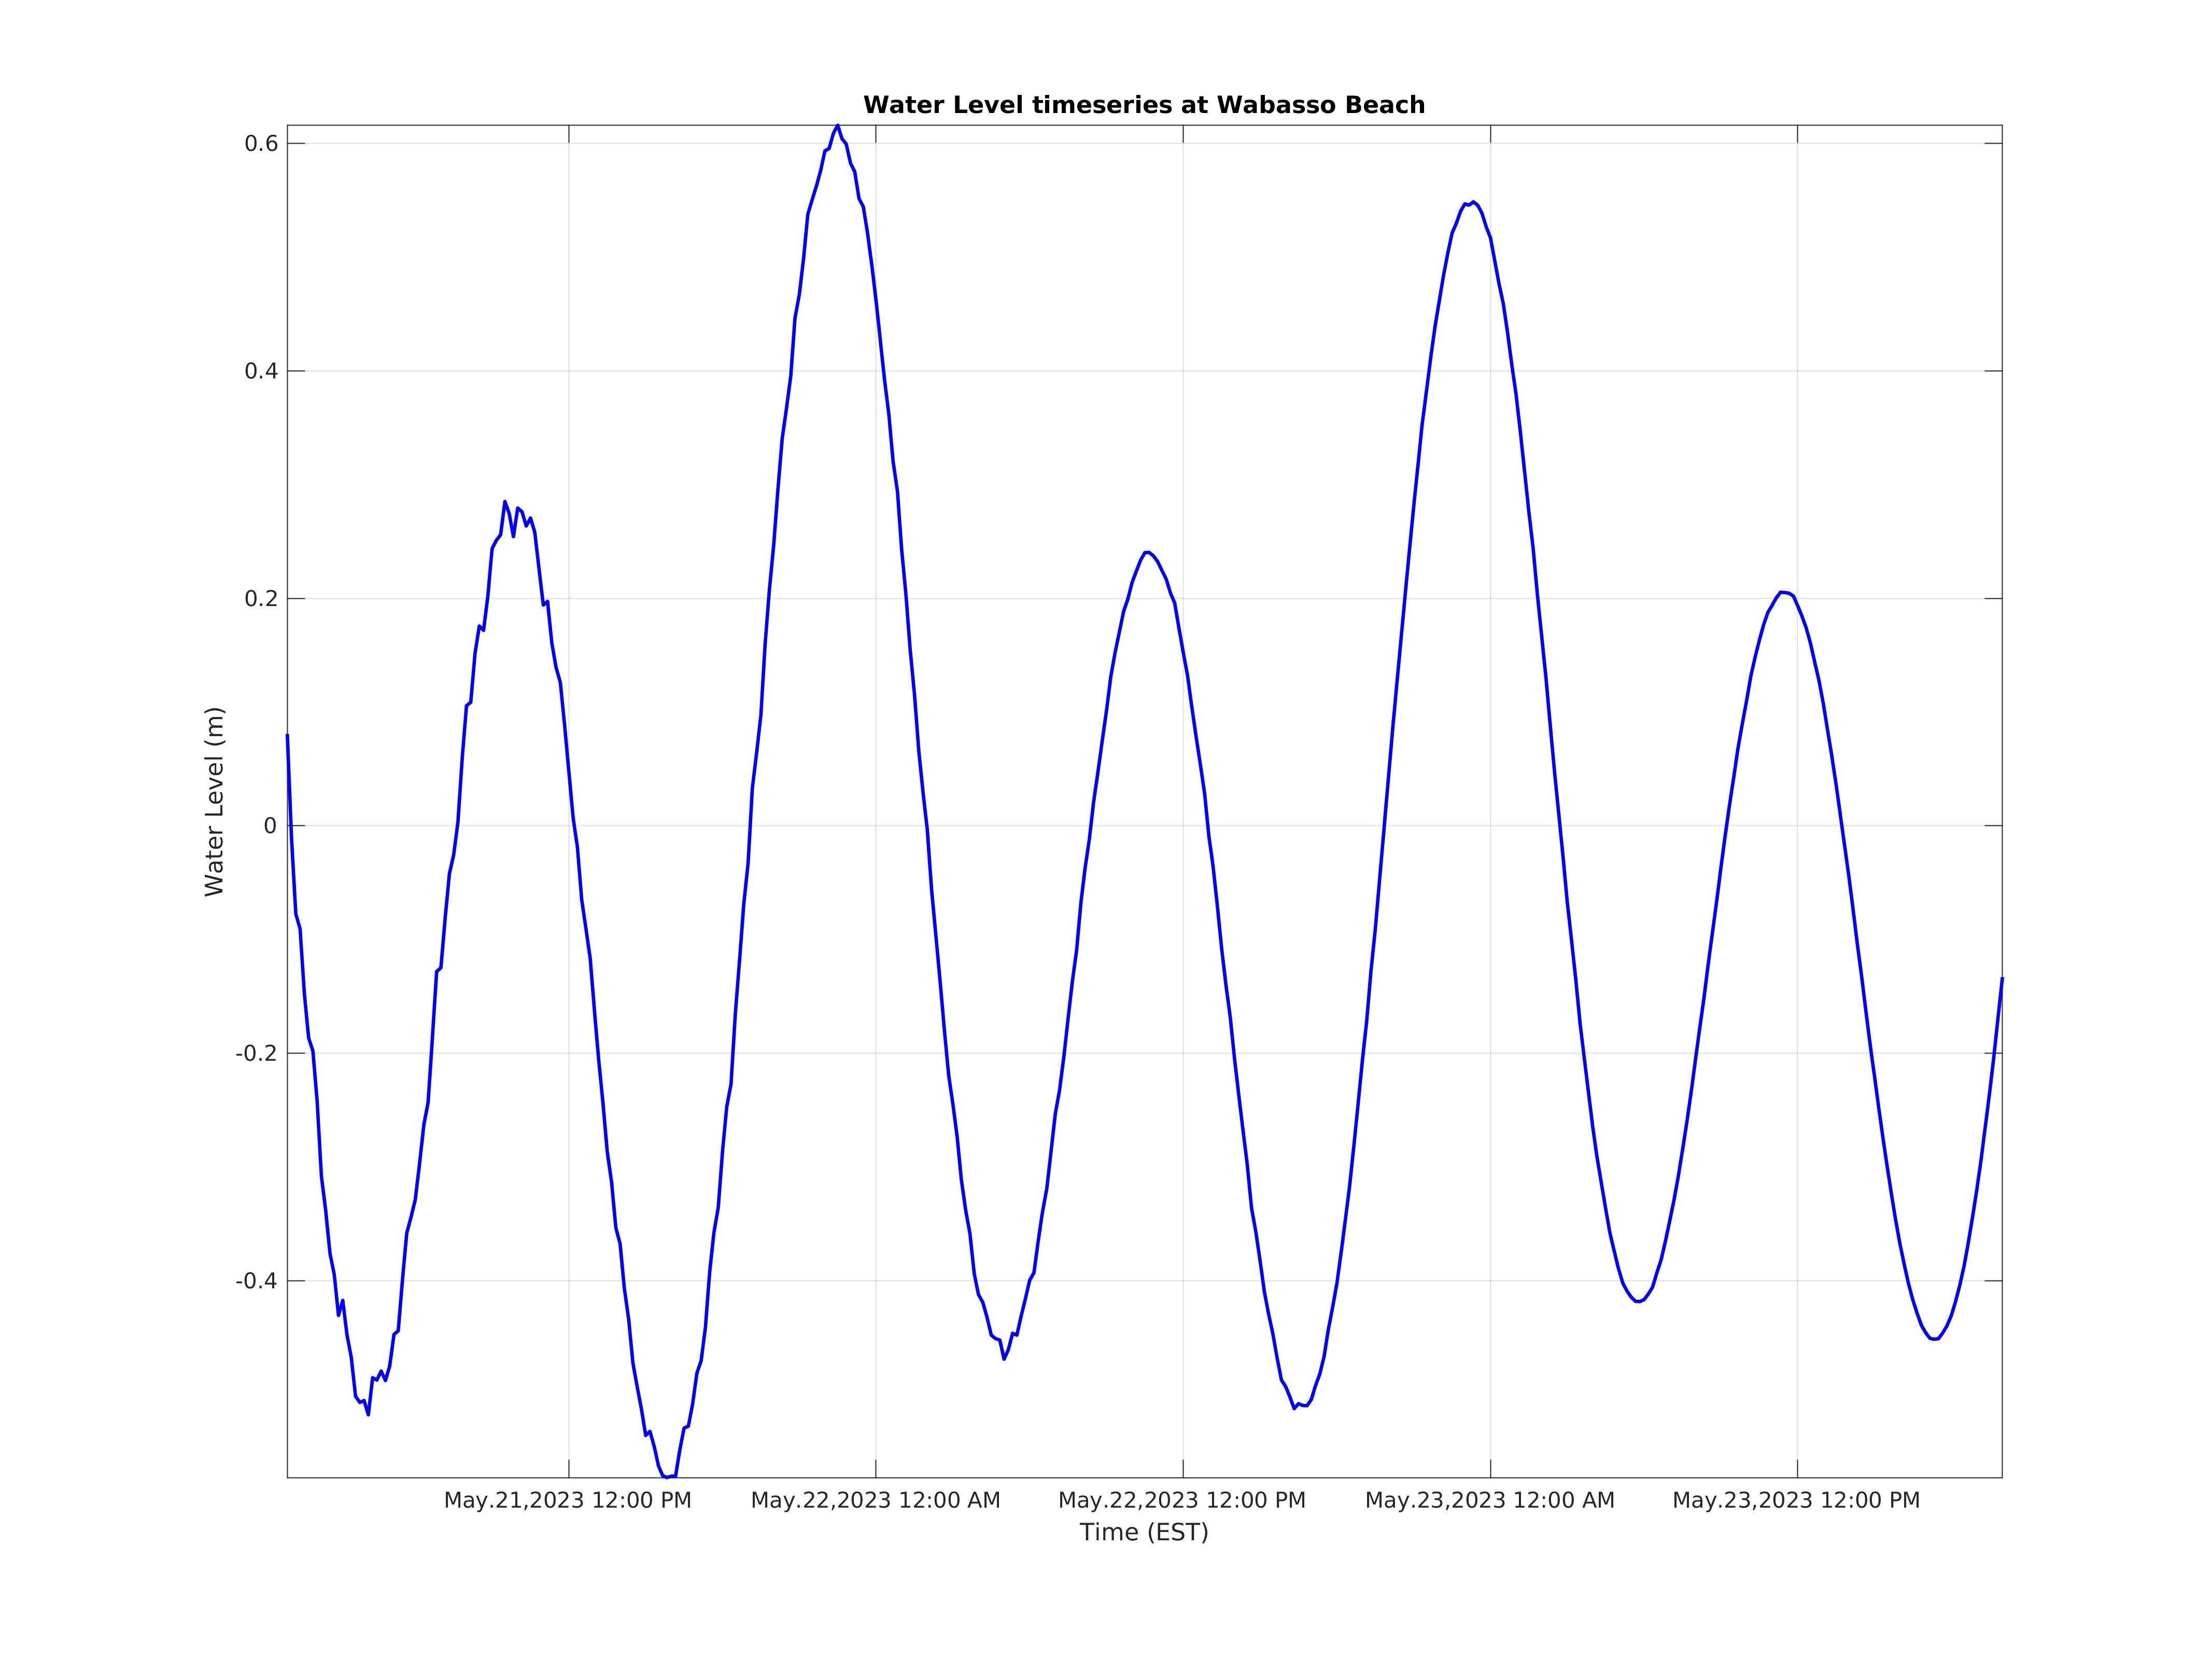 Water Level timeseries at Wabasso Beach
0.6
0.4
0.2
0
-0.2
-0.4
Water Level (m)
May.21,2023 12:00 PM
May.22,2023 12:00 AM
May.22,2023 12:00 PM
May.23,2023 12:00 AM
May.23,2023 12:00 PM
Time (EST)